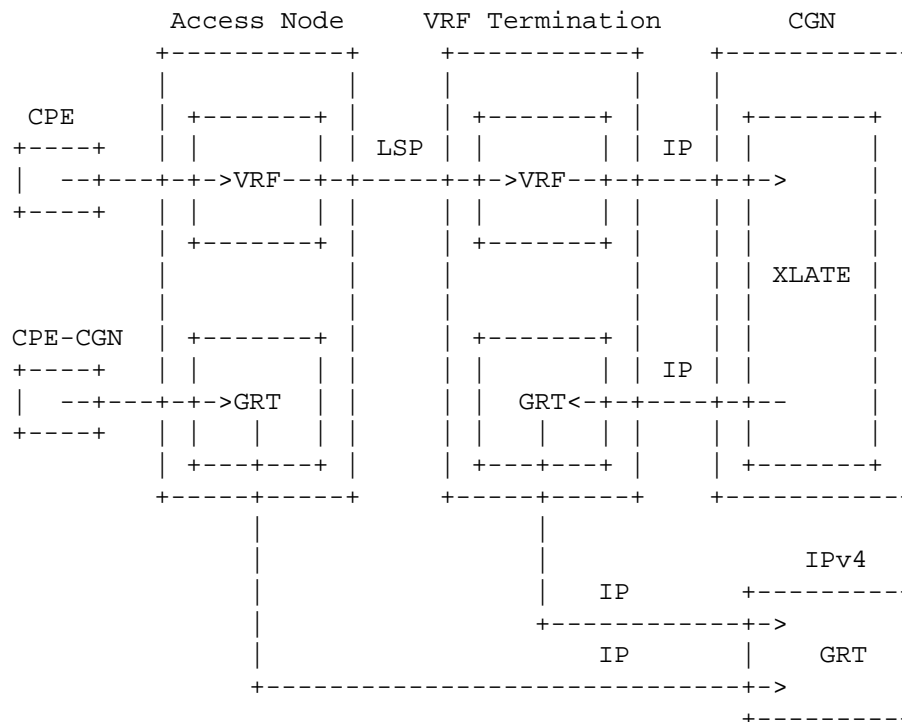 Access Node VRF Termination CGN
CPE
LSP IP
VRF VRF
XLATE
CPE-CGN
IP
GRT GRT
IPv4
IP
IP GRT